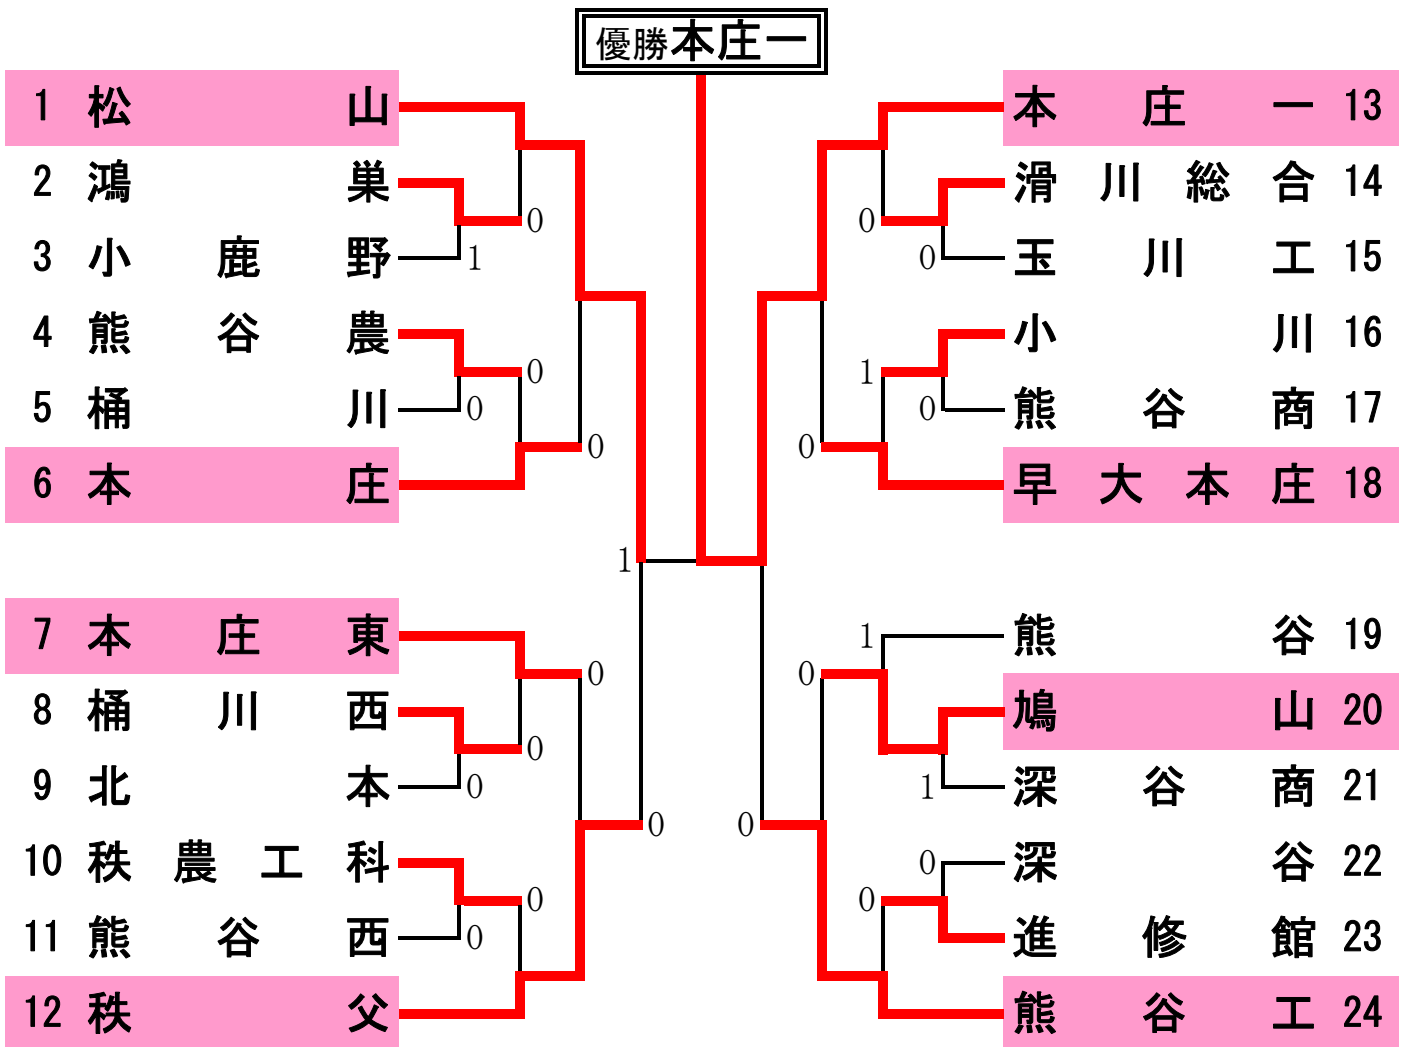 優勝本庄一
1 松山
2 鴻巣
3 小鹿野
4 熊谷農
5 桶川
6 本庄
7 本庄東
8 桶川西
9 北本
10 秩農工科
11 熊谷西
12 秩父
0
1
0
0
0
1
0
0
0
0
0
0
本庄一 13
滑川総合 14
玉川工 15
小川 16
熊谷商 17
早大本庄 18
熊谷 19
鳩山 20
深谷商 21
深谷 22
進修館 23
熊谷工 24
0
0
1
0
0
1
0
1
0
0
0